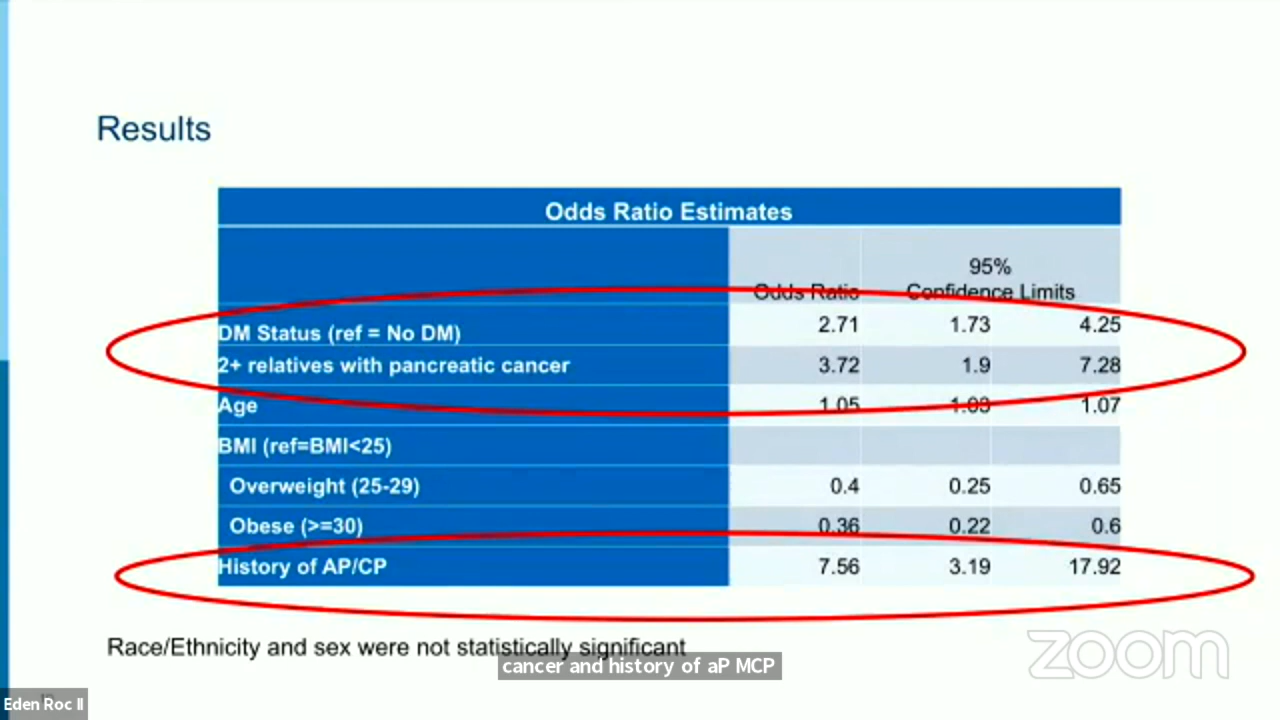 Results
Odds Ratio Estimates
Odds Ratio 95% Confidence Limits
DM Status (ref = No DM) 2.71 1.73 4.25
2+ relatives with pancreatic cancer 3.72 1.9 7.28
Age 1.05 1.03 1.07
BMI (ref=BMI<25)
Overweight (25-29) 0.4 0.25 0.65
Obese (>=30) 0.36 0.22 0.6
History of AP/CP 7.56 3.19 17.92
Race/Ethnicity and sex were not statistically significant
cancer and history of aP MCP
zoom
Eden Roc II